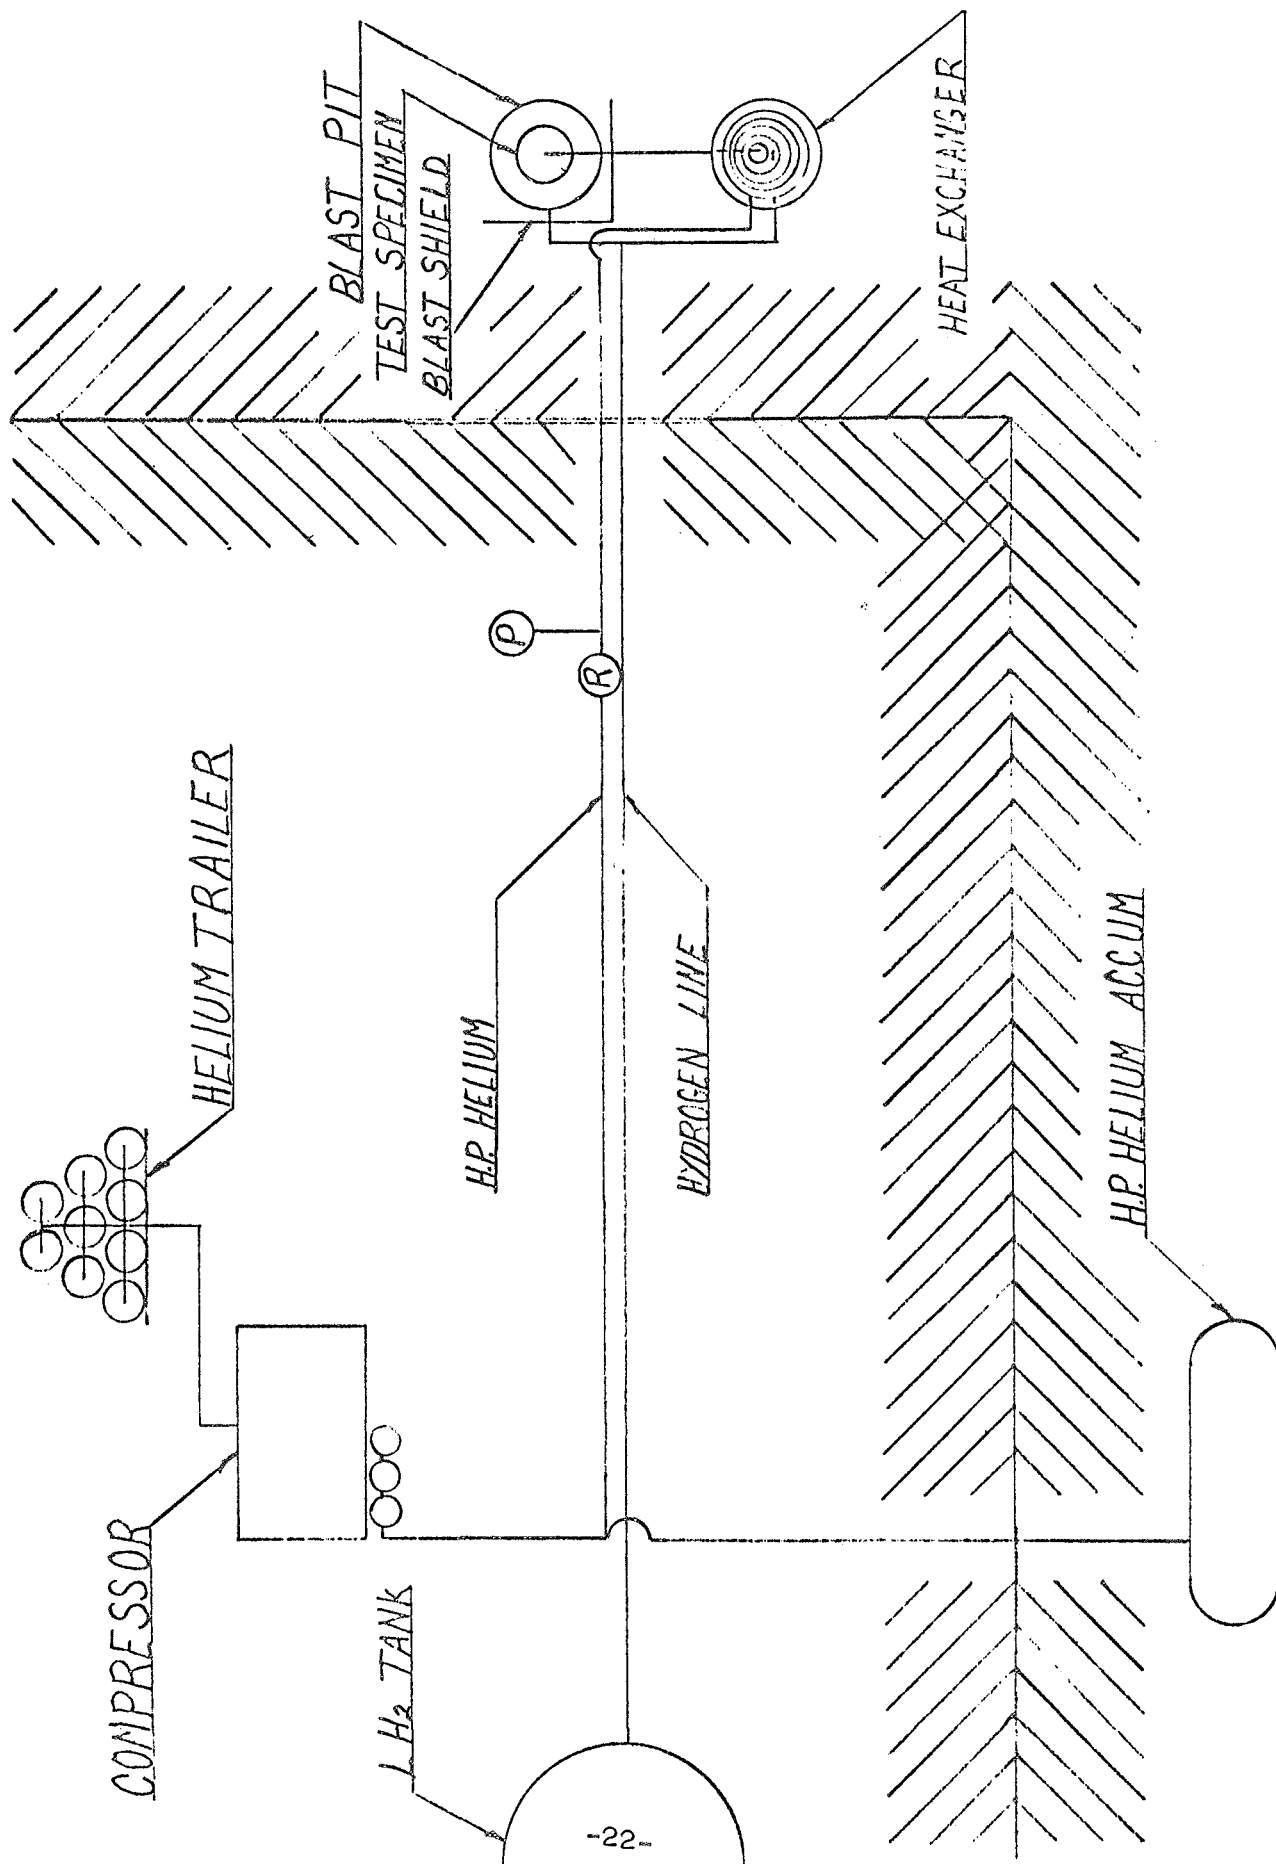 BLAST PIT
TEST SPECIMEN
BLAST SHIELD
HEAT EXCHANGER
P
R
HELIUM TRAILER
H.P. HELIUM
HYDROGEN LINE
H.P. HELIUM ACCUM
COMPRESSOR
LH₂ TANK
-22-